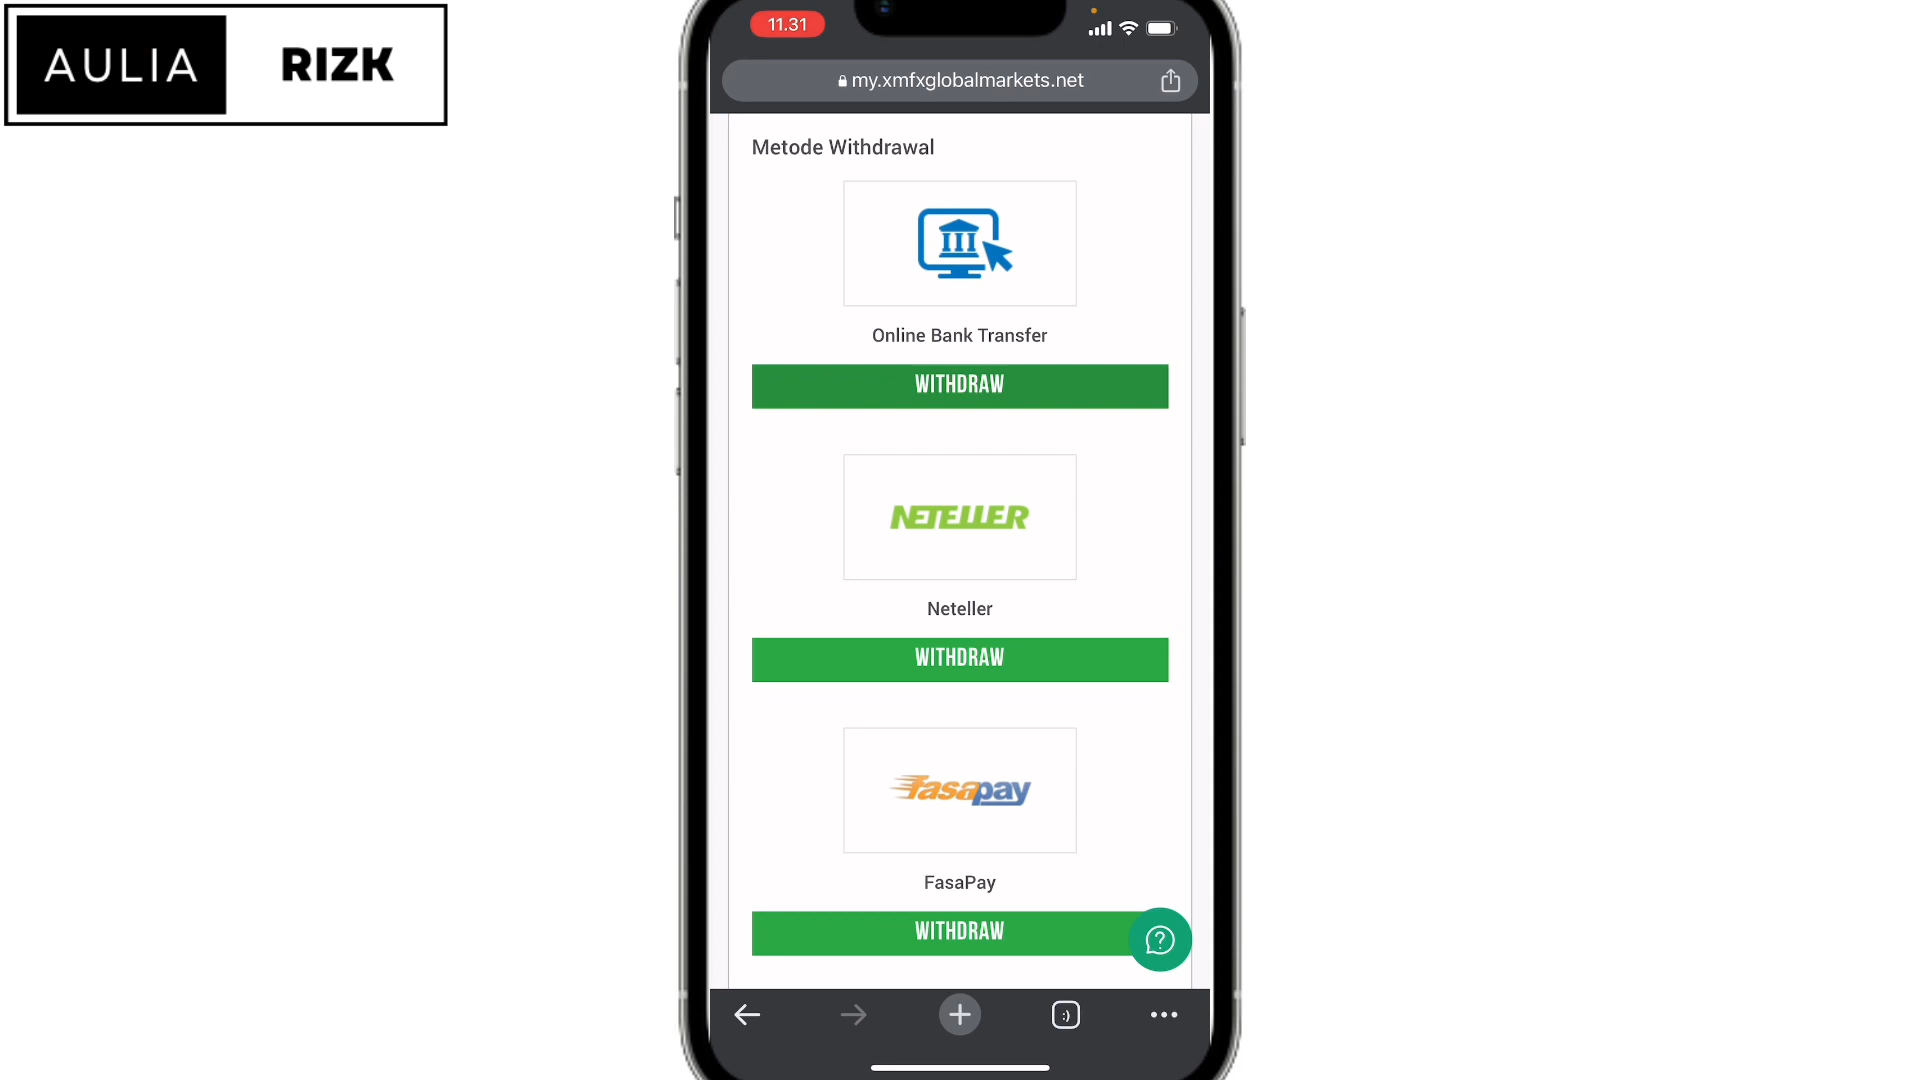 AULIA RIZK
11.31
my.xmfxglobalmarkets.net
Metode Withdrawal
Online Bank Transfer
WITHDRAW
NETELLER
Neteller
WITHDRAW
fasapay
FasaPay
WITHDRAW
:)